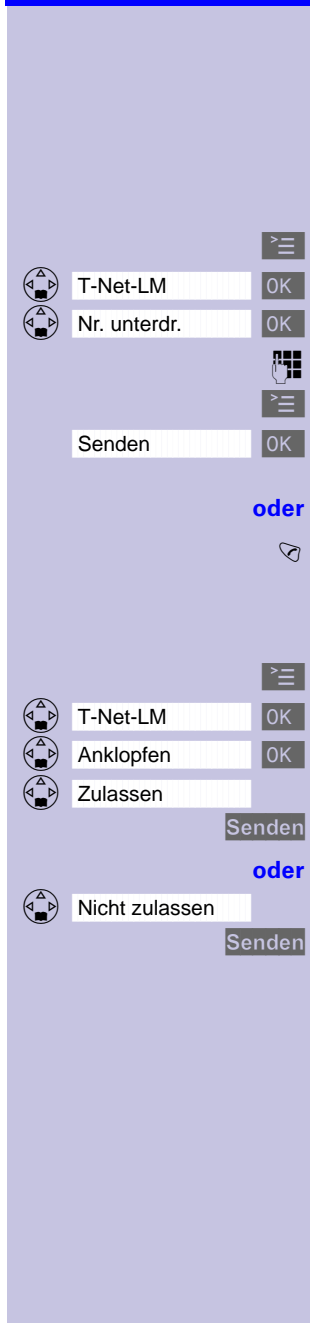 T-Net-LM OK
Nr. unterdr. OK
Senden OK
oder
T-Net-LM OK
Anklopfen OK
Zulassen
Senden
oder
Nicht zulassen
Senden